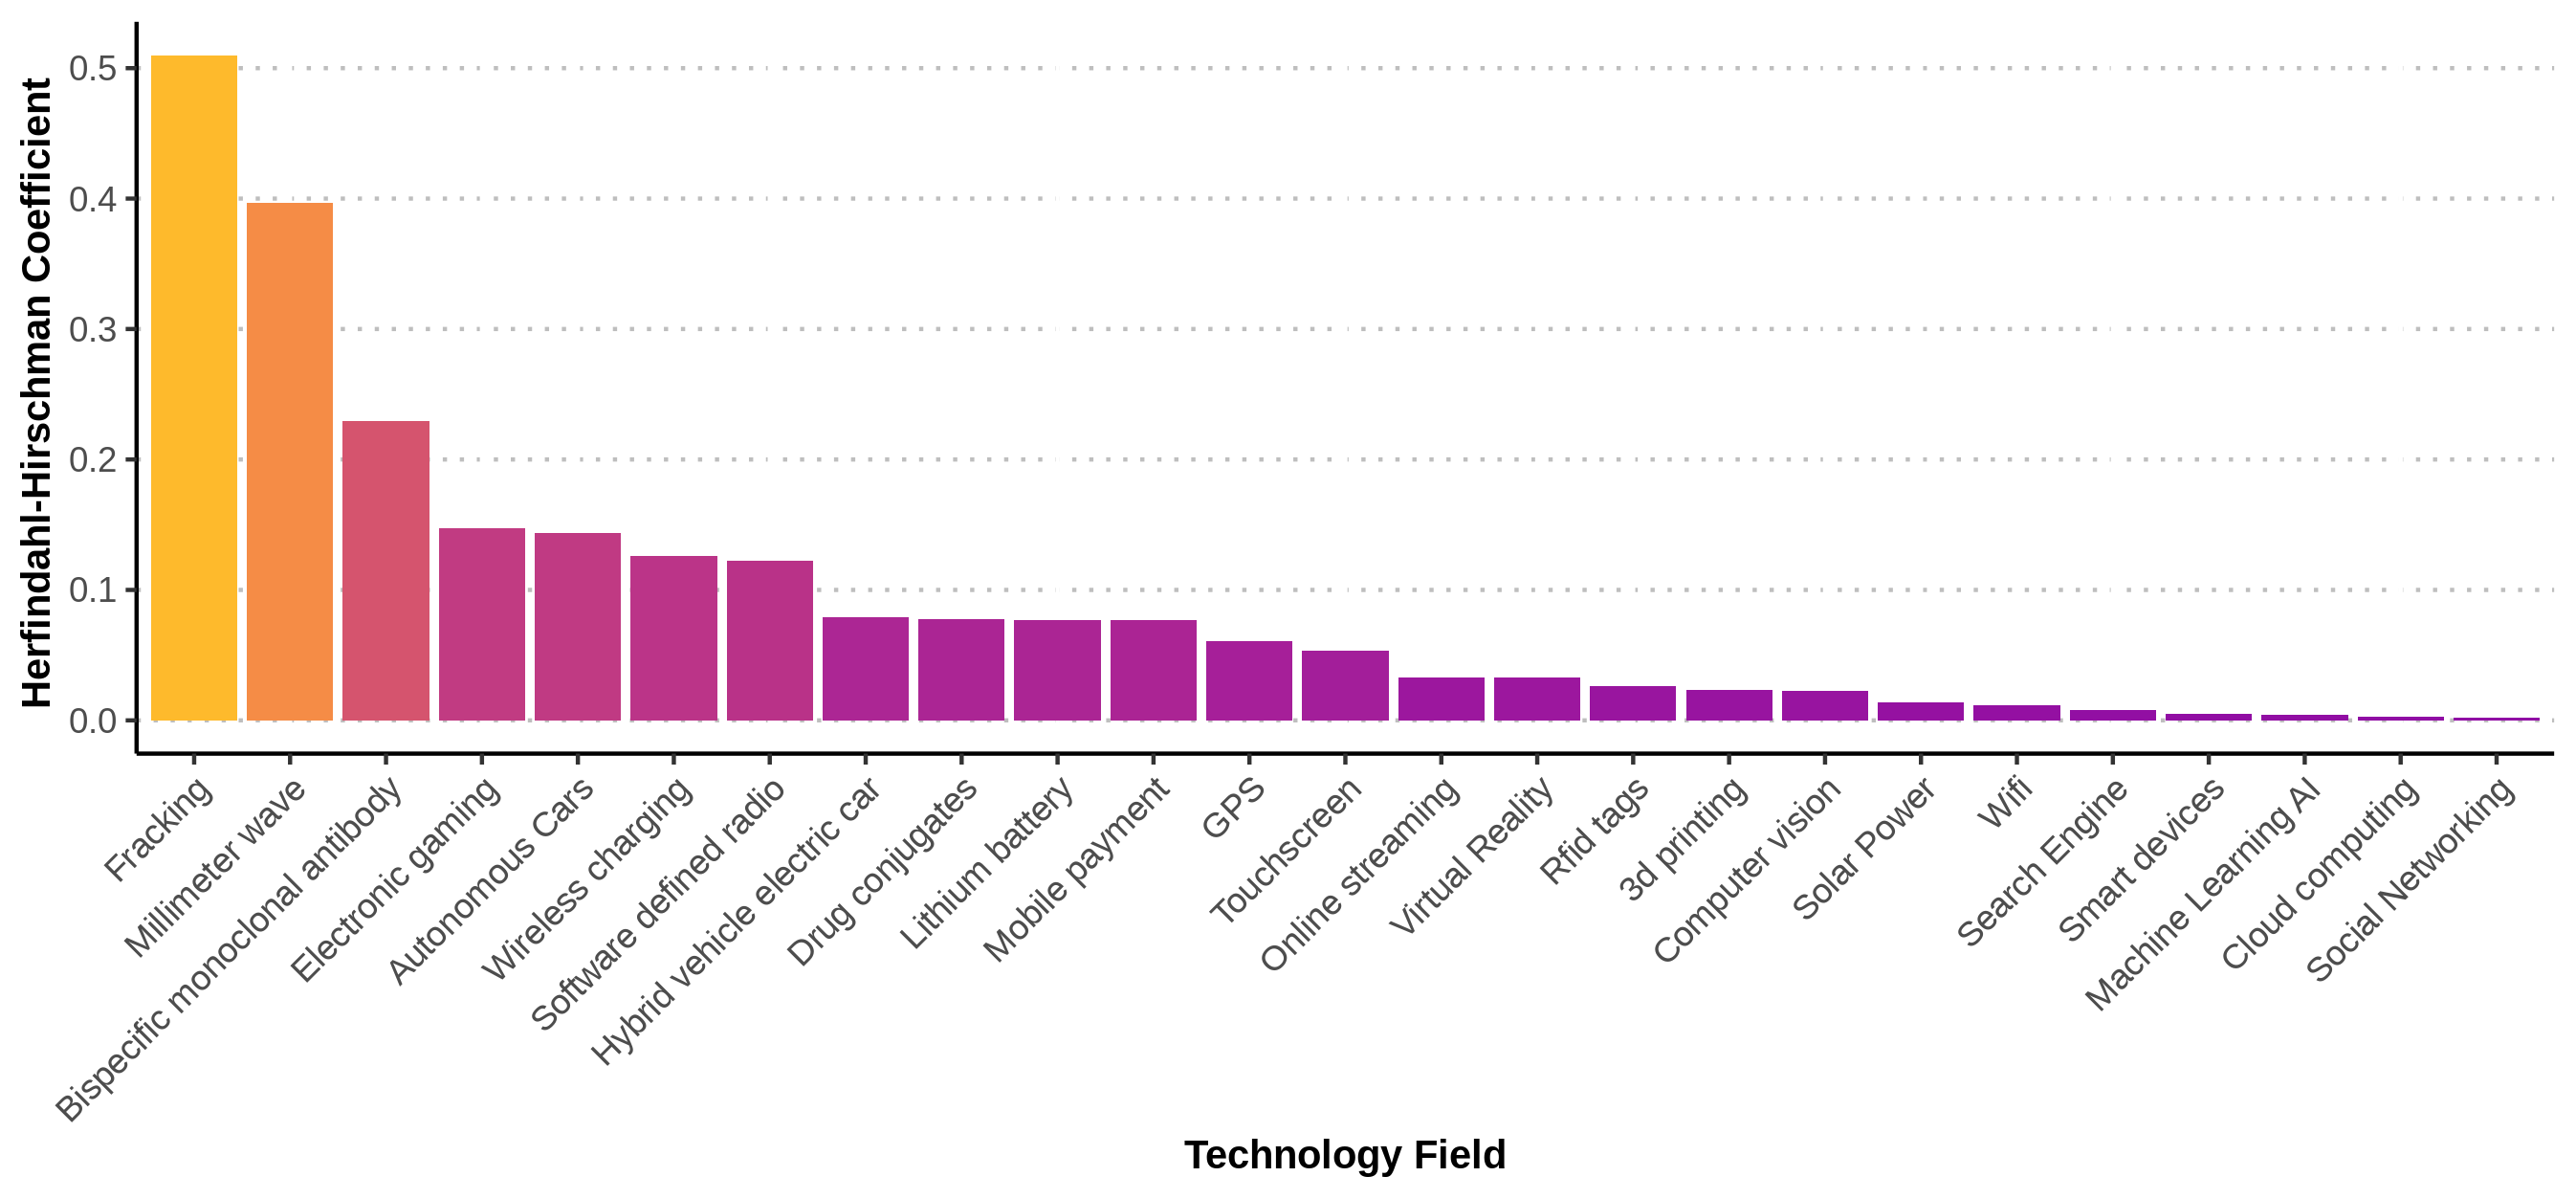 Herfindahl-Hirschman Coefficient
0.5
0.4
0.3
0.2
0.1
0.0
Fracking
Millimeter wave
Bispecific monoclonal antibody
Electronic gaming
Autonomous Cars
Wireless charging
Software defined radio
Hybrid vehicle electric car
Drug conjugates
Lithium battery
Mobile payment
GPS
Touchscreen
Online streaming
Virtual Reality
Rfid tags
3d printing
Computer vision
Solar Power
Wifi
Search Engine
Smart devices
Machine Learning AI
Cloud computing
Social Networking
Technology Field